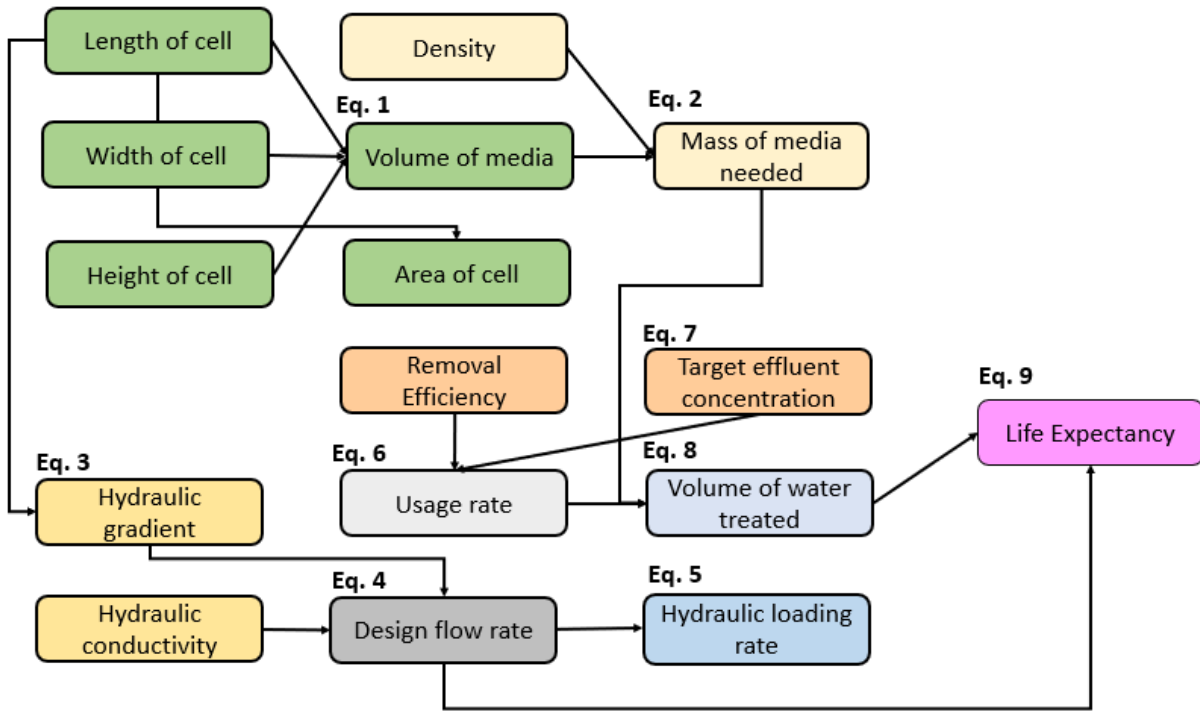 Length of cell
Density
Eq. 1
Eq. 2
Width of cell
Volume of media
Mass of media
needed
Height of cell
Area of cell
Eq. 7
Removal
Efficiency
Target effluent
concentration
Eq. 9
Life Expectancy
Eq. 3
Eq. 6
Eq. 8
Hydraulic
gradient
Usage rate
Volume of water
treated
Eq. 4
Eq. 5
Hydraulic
conductivity
Design flow rate
Hydraulic loading
rate